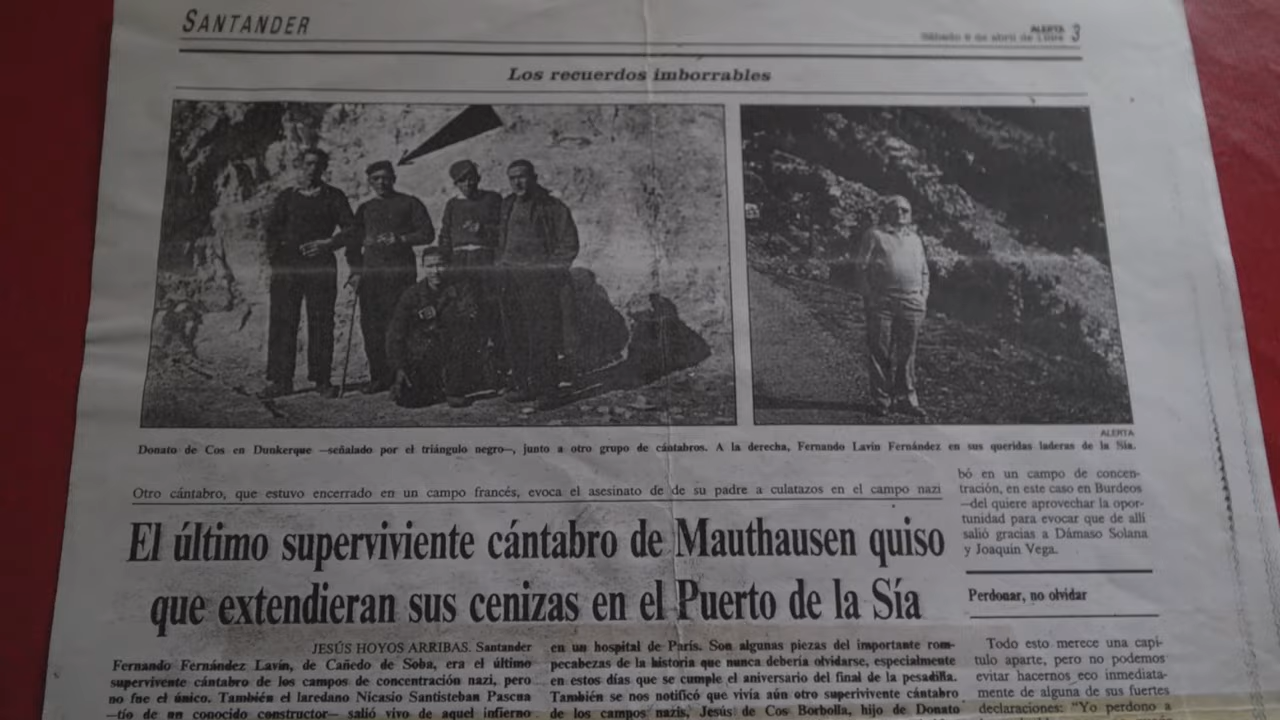 SANTANDER
ALERTA
Sábado 9 de abril de 3
Los recuerdos imborrables
ALERTA
Donato de Cos en Dunkerque —señalado por el triángulo negro—, junto a otro grupo de cántabros. A la derecha, Fernando Lavín Fernández en sus queridas laderas de la Sía.
Otro cántabro, que estuvo encerrado en un campo francés, evoca el asesinato de de su padre a culatazos en el campo nazi
El último superviviente cántabro de Mauthausen quiso
que extendieran sus cenizas en el Puerto de la Sía
JESÚS HOYOS ARRIBAS. Santander
Fernando Fernández Lavín, de Cañedo de Soba, era el último
supervivente cántabro de los campos de concentración nazi, pero
no fue el único. También el laredano Nicasio Santisteban Pascua
—tío de un conocido constructor— salió vivo de aquel infierno
en un hospital de París. Son algunas piezas del importante rom-
pecabezas de la historia que nunca debería olvidarse, especialmente
en estos días que se cumple el aniversario del final de la pesadilla.
También se nos notificó que vivía aún otro superivivente cántabro
de los campos nazis, Jesús de Cos Borbolla, hijo de Donato
bó en un campo de concen-
tración, en este caso en Burdeos
—del quiere aprovechar la opor-
tunidad para evocar que de allí
salió gracias a Dámaso Solana
y Joaquín Vega.
Perdonar, no olvidar
Todo esto merece una capí-
tulo aparte, pero no podemos
evitar hacernos eco inmediata-
mente de alguna de sus fuertes
declaraciones: "Yo perdono a